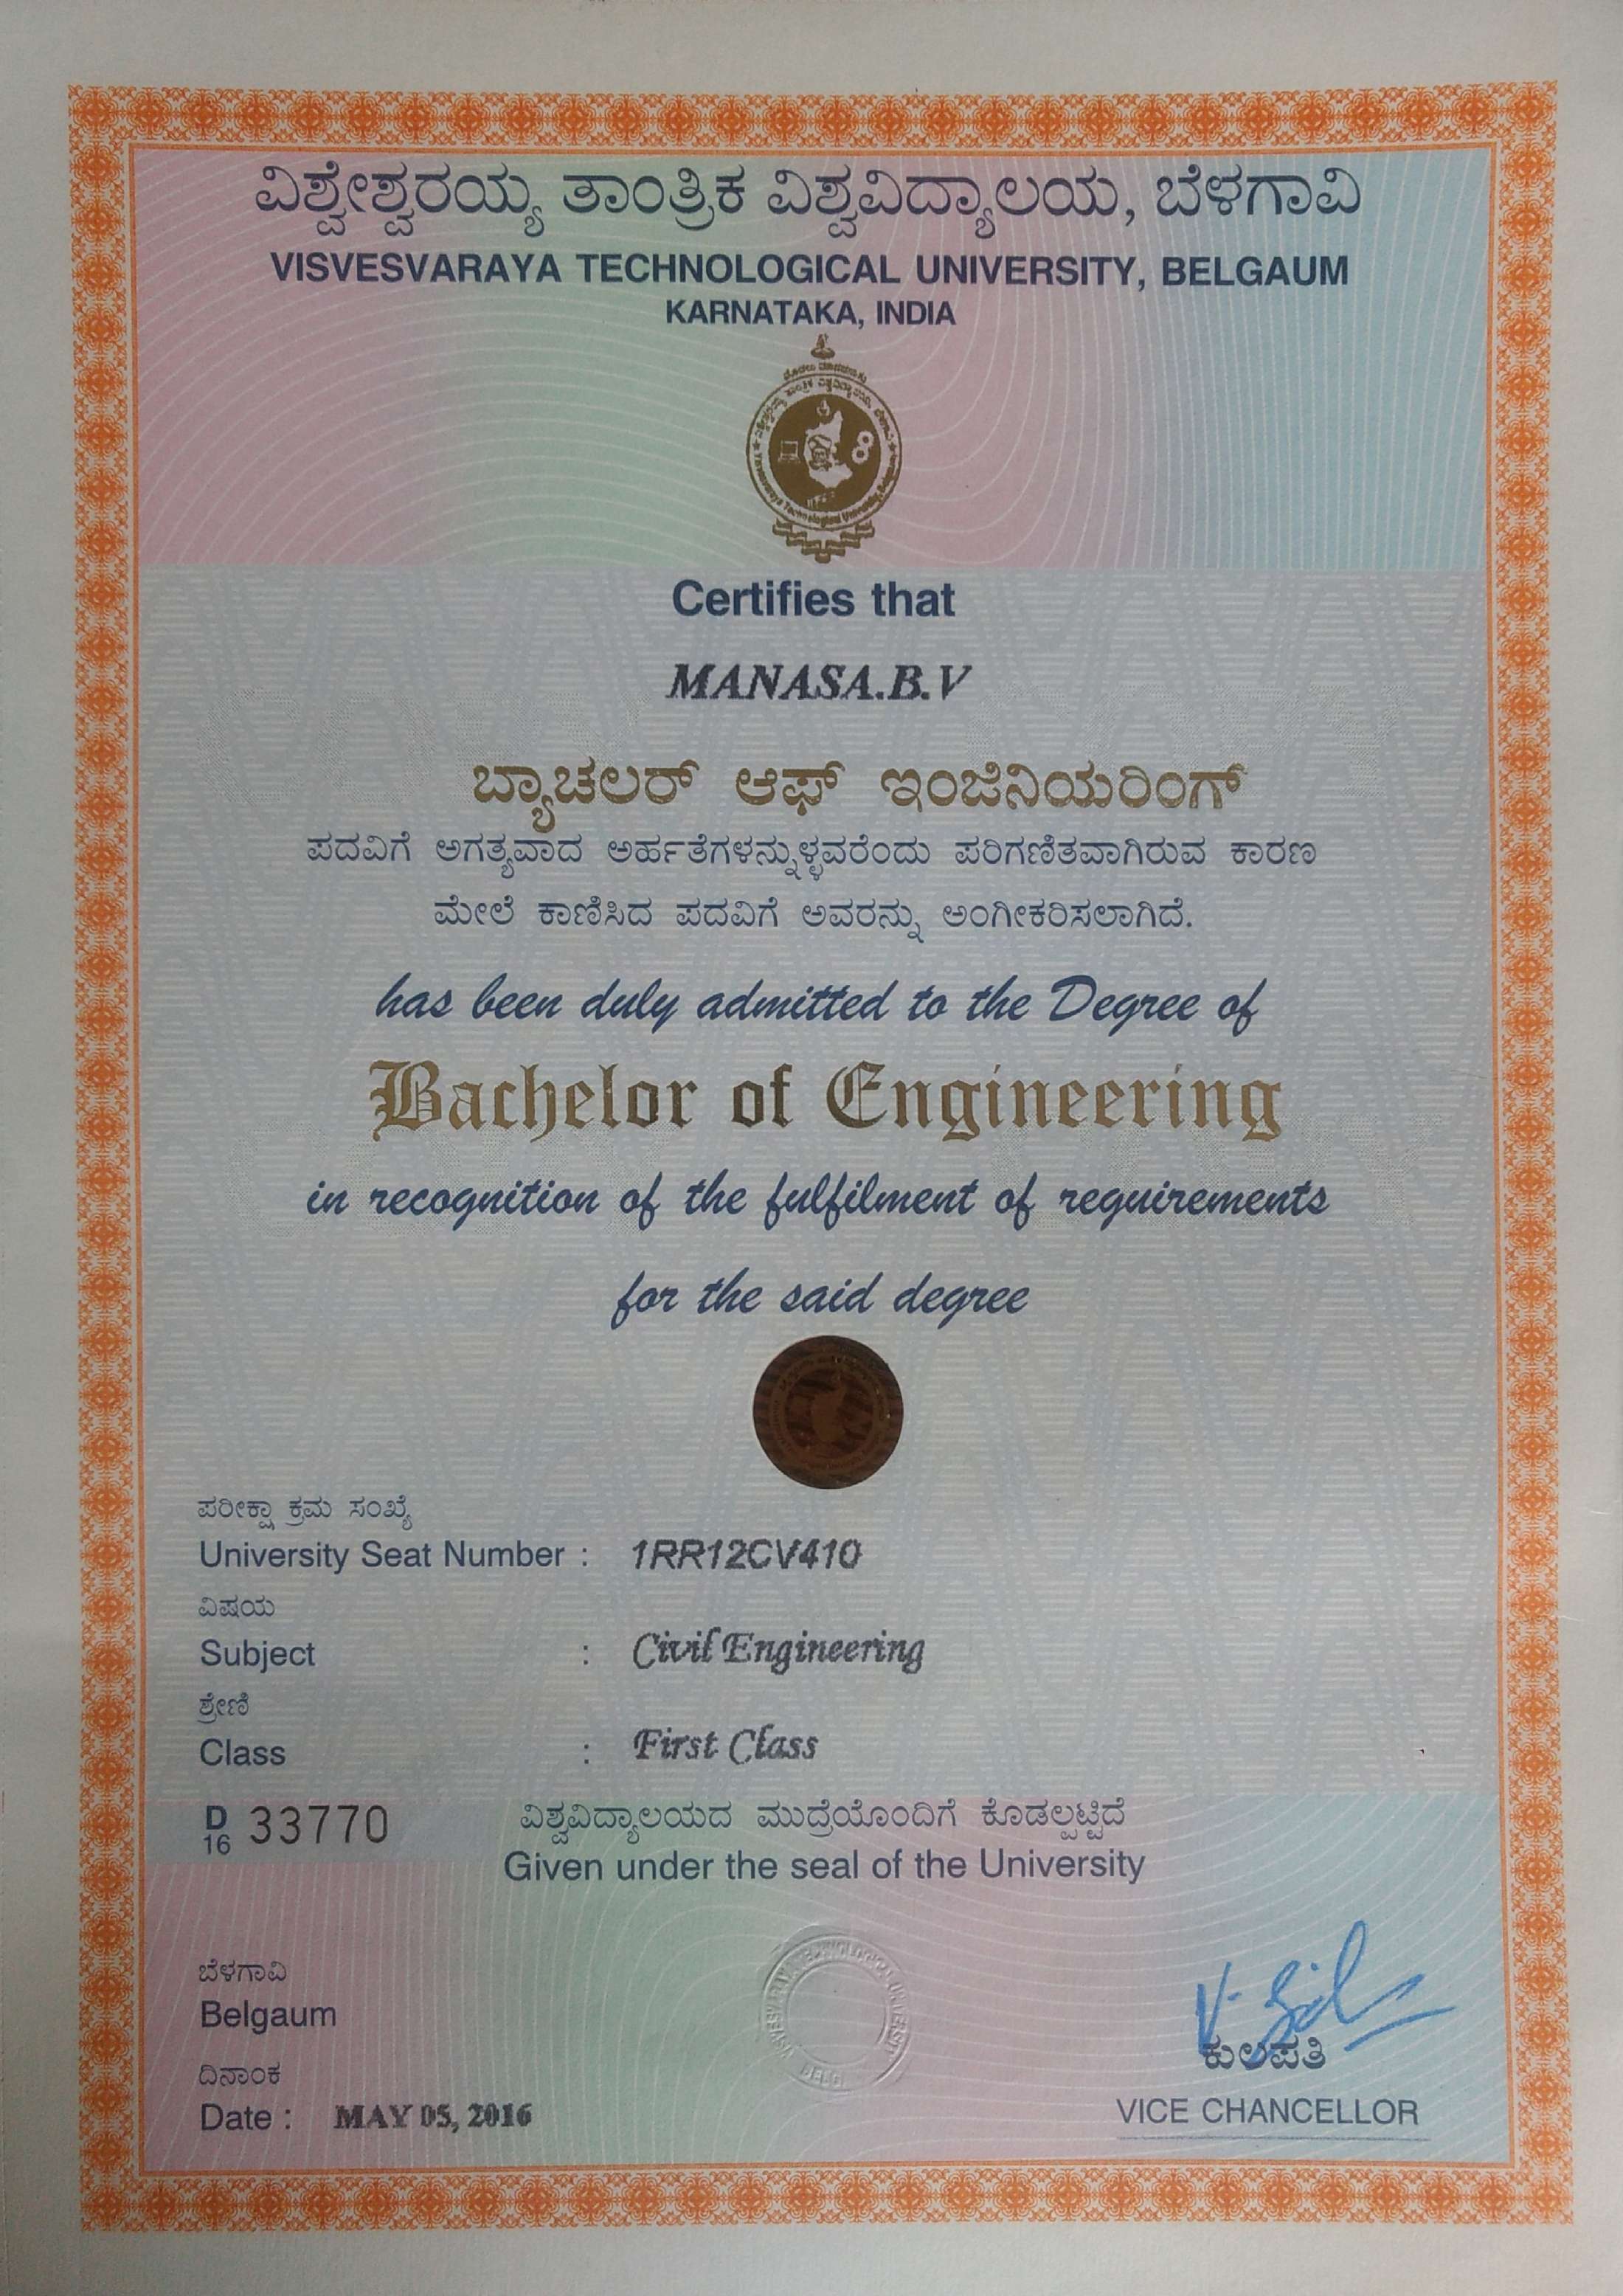 ವಿಶ್ವೇಶ್ವರಯ್ಯ ತಾಂತ್ರಿಕ ವಿಶ್ವವಿದ್ಯಾಲಯ, ಬೆಳಗಾವಿ
VISVESVARAYA TECHNOLOGICAL UNIVERSITY, BELGAUM
KARNATAKA, INDIA
Certifies that
MANASA.B.V
ಬ್ಯಾಚಲರ್ ಆಫ್ ಇಂಜಿನಿಯರಿಂಗ್
ಪದವಿಗೆ ಅಗತ್ಯವಾದ ಅರ್ಹತೆಗಳನ್ನುಳ್ಳವರೆಂದು ಪರಿಗಣಿತವಾಗಿರುವ ಕಾರಣ
ಮೇಲೆ ಕಾಣಿಸಿದ ಪದವಿಗೆ ಅವರನ್ನು ಅಂಗೀಕರಿಸಲಾಗಿದೆ.
has been duly admitted to the Degree of
Bachelor of Engineering
in recognition of the fulfilment of requirements
for the said degree
ಪರೀಕ್ಷಾ ಕ್ರಮ ಸಂಖ್ಯೆ
University Seat Number : 1RR12CV410
ವಿಷಯ
Subject : Civil Engineering
ಶ್ರೇಣಿ
Class : First Class
D 16 33770
ವಿಶ್ವವಿದ್ಯಾಲಯದ ಮುದ್ರೆಯೊಂದಿಗೆ ಕೊಡಲ್ಪಟ್ಟಿದೆ
Given under the seal of the University
ಬೆಳಗಾವಿ
Belgaum
ದಿನಾಂಕ
Date : MAY 05, 2016
ಕುಲಪತಿ
VICE CHANCELLOR